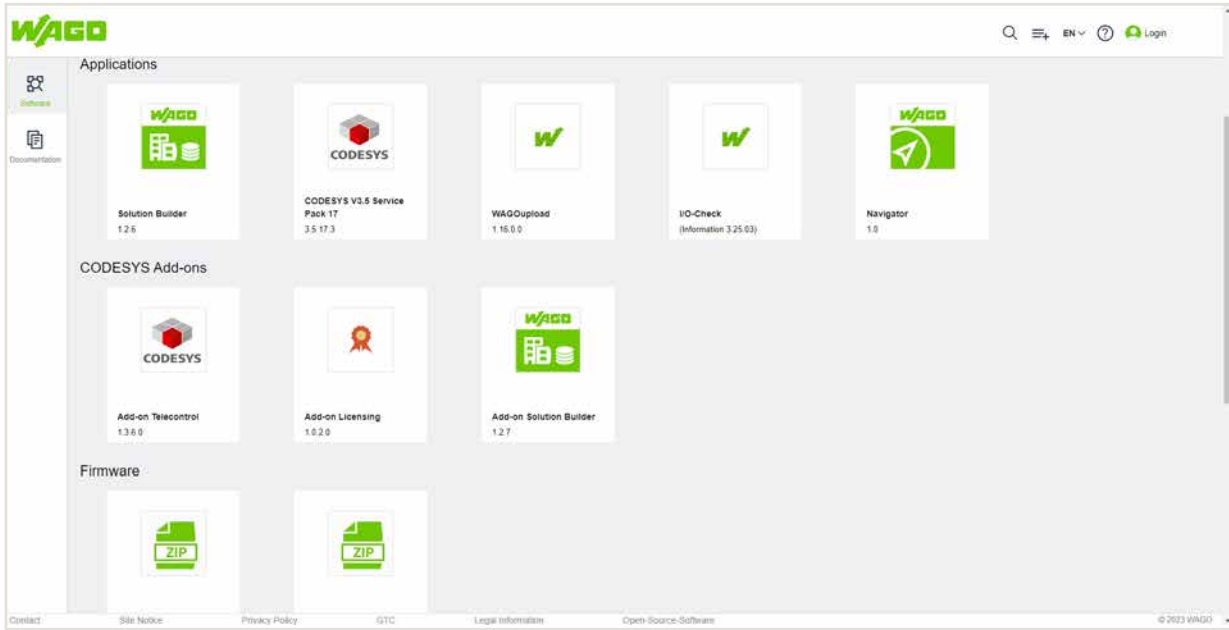 WAGO
EN
Login
Software
Documentation
Applications
WAGO
CODESYS
WAGO
Solution Builder
1.2.6
CODESYS V3.5 Service
Pack 17
3.5.17.3
WAGOupload
1.16.0.0
I/O-Check
(Information 3.25.03)
Navigator
1.0
CODESYS Add-ons
CODESYS
WAGO
Add-on Telecontrol
1.3.6.0
Add-on Licensing
1.0.2.0
Add-on Solution Builder
1.2.7
Firmware
ZIP
ZIP
Contact
Site Notice
Privacy Policy
GTC
Legal Information
Open-Source-Software
© 2023 WAGO